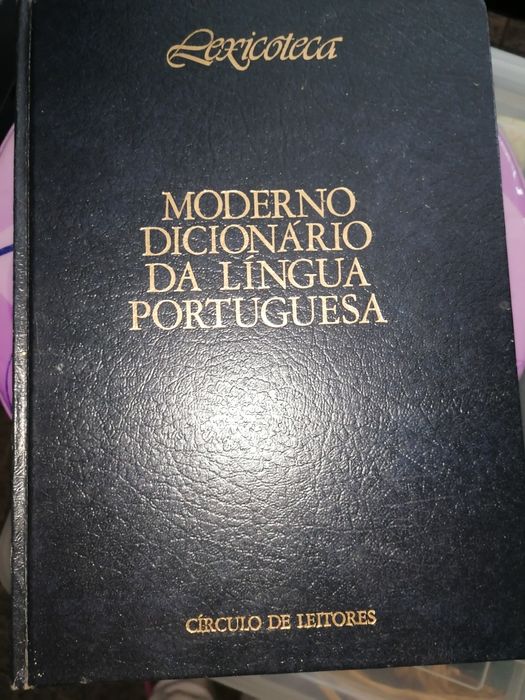 Lexicoteca
MODERNO
DICIONÁRIO
DA LÍNGUA
PORTUGUESA
CÍRCULO DE LEITORES